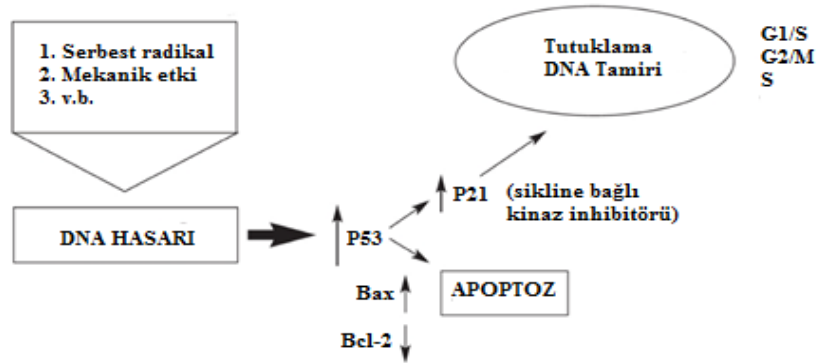 1. Serbest radikal
2. Mekanik etki
3. v.b.
Tutuklama
DNA Tamiri
G1/S
G2/M
S
DNA HASARI
P53
P21 (sikline bağlı
kinaz inhibitörü)
Bax
APOPTOZ
Bcl-2